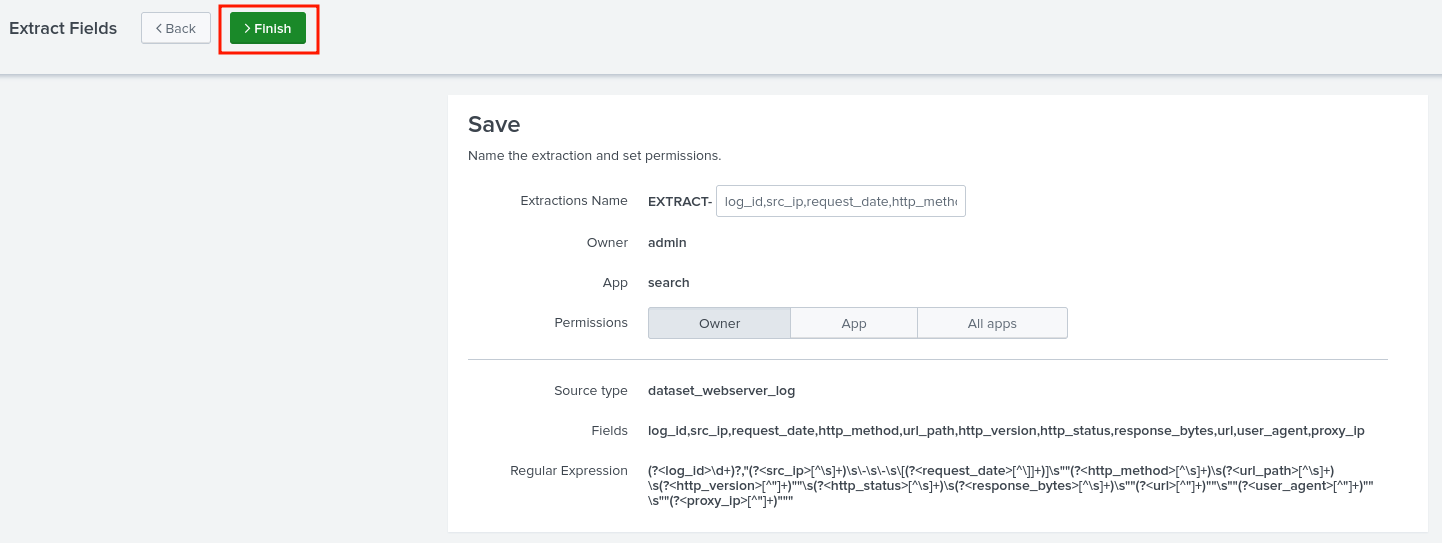 Extract Fields
< Back
> Finish
Save
Name the extraction and set permissions.
Extractions Name EXTRACT- log_id,src_ip,request_date,http_meth
Owner admin
App search
Permissions Owner App All apps
Source type dataset_webserver_log
Fields log_id,src_ip,request_date,http_method,url_path,http_version,http_status,response_bytes,url,user_agent,proxy_ip
Regular Expression (?<log_id>\d+)?,"(?<src_ip>[^\s]+)\s\-\s\-\s\[(?<request_date>[^\]]+)]\s""(?<http_method>[^\s]+)\s(?<url_path>[^\s]+)
\s(?<http_version>[^"]+)""\s(?<http_status>[^\s]+)\s(?<response_bytes>[^\s]+)\s""(?<url>[^"]+)""\s""(?<user_agent>[^"]+)""
\s""(?<proxy_ip>[^"]+)"""